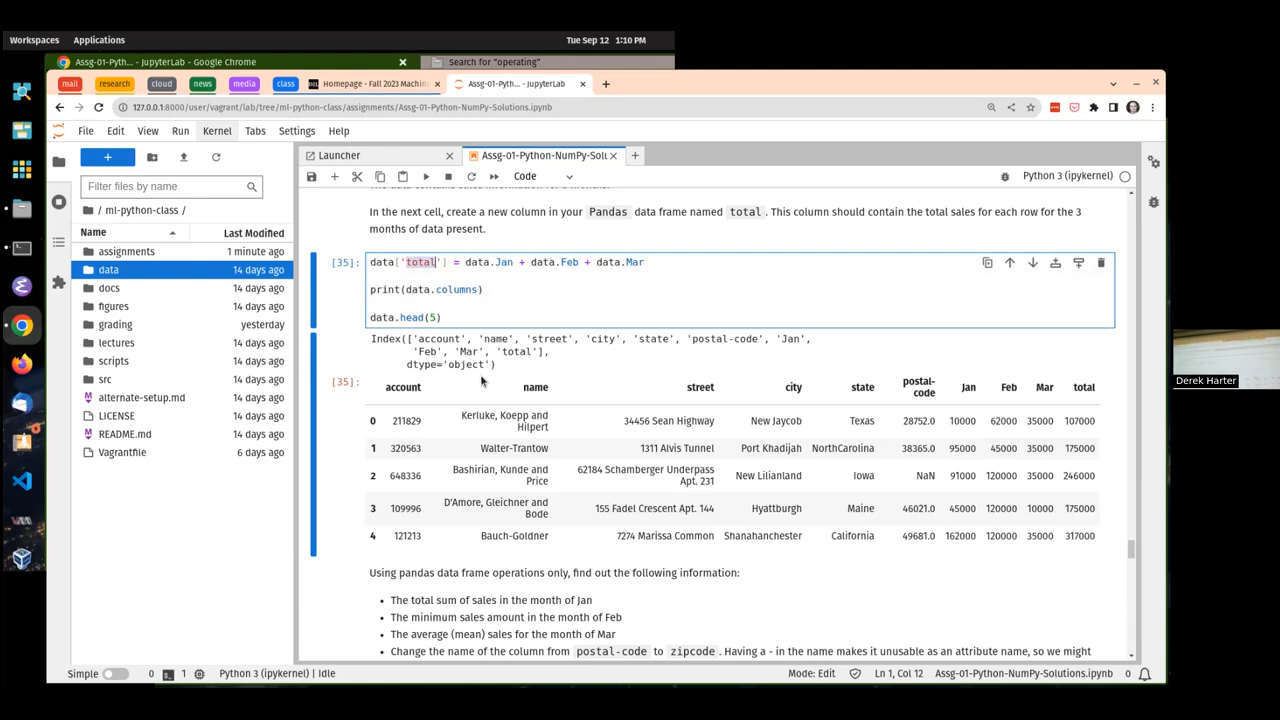 Workspaces Applications Tue Sep 12 1:10 PM
Assg-01-Pyth... - JupyterLab - Google Chrome Search for "operating"
mail research cloud news media class Homepage - Fall 2023 Machin Assg-01-Pyth... - JupyterLab
127.0.0.1:8000/user/vagrant/lab/tree/ml-python-class/assignments/Assg-01-Python-NumPy-Solutions.ipynb
File Edit View Run Kernel Tabs Settings Help
Launcher Assg-01-Python-NumPy-Solut
Filter files by name
Code Python 3 (ipykernel)
/ ml-python-class /
Name Last Modified
assignments 1 minute ago
data 14 days ago
docs 14 days ago
figures 14 days ago
grading yesterday
lectures 14 days ago
scripts 14 days ago
src 14 days ago
alternate-setup.md 14 days ago
LICENSE 14 days ago
README.md 14 days ago
Vagrantfile 6 days ago
In the next cell, create a new column in your Pandas data frame named total. This column should contain the total sales for each row for the 3
months of data present.
[35]: data['total'] = data.Jan + data.Feb + data.Mar
print(data.columns)
data.head(5)
Index(['account', 'name', 'street', 'city', 'state', 'postal-code', 'Jan',
'Feb', 'Mar', 'total'],
dtype='object')
[35]: account name street city state postal-code Jan Feb Mar total
0 211829 Kerluke, Koepp and Hilpert 34456 Sean Highway New Jaycob Texas 28752.0 10000 62000 35000 107000
1 320563 Walter-Trantow 1311 Alvis Tunnel Port Khadijah NorthCarolina 38365.0 95000 45000 35000 175000
2 648336 Bashirian, Kunde and Price 62184 Schamberger Underpass Apt. 231 New Lilianland Iowa NaN 91000 120000 35000 246000
3 109996 D'Amore, Gleichner and Bode 155 Fadel Crescent Apt. 144 Hyattburgh Maine 46021.0 45000 120000 10000 175000
4 121213 Bauch-Goldner 7274 Marissa Common Shanahanchester California 49681.0 162000 120000 35000 317000
Using pandas data frame operations only, find out the following information:
• The total sum of sales in the month of Jan
• The minimum sales amount in the month of Feb
• The average (mean) sales for the month of Mar
• Change the name of the column from postal-code to zipcode. Having a - in the name makes it unusable as an attribute name, so we might
Simple 0 1 Python 3 (ipykernel) | Idle Mode: Edit Ln 1, Col 12 Assg-01-Python-NumPy-Solutions.ipynb 0
Derek Harter